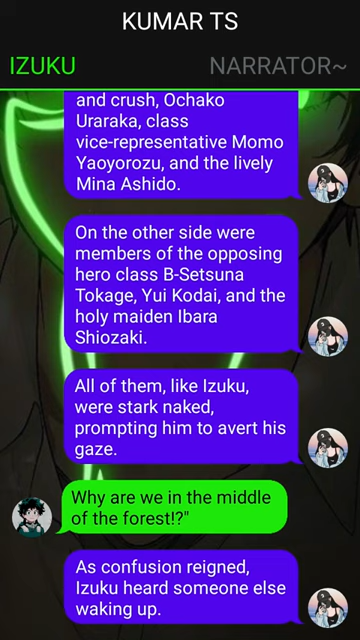 KUMAR TS
IZUKU
NARRATOR~
and crush, Ochako
Uraraka, class
vice-representative Momo
Yaoyorozu, and the lively
Mina Ashido.
On the other side were
members of the opposing
hero class B-Setsuna
Tokage, Yui Kodai, and the
holy maiden Ibara
Shiozaki.
All of them, like Izuku,
were stark naked,
prompting him to avert his
gaze.
Why are we in the middle
of the forest!?"
As confusion reigned,
Izuku heard someone else
waking up.